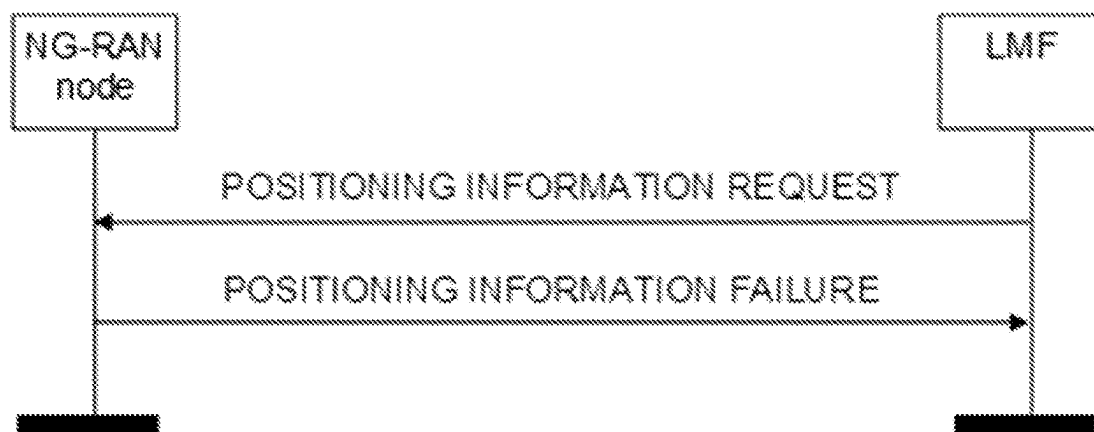 NG-RAN
node
LMF
POSITIONING INFORMATION REQUEST
POSITIONING INFORMATION FAILURE